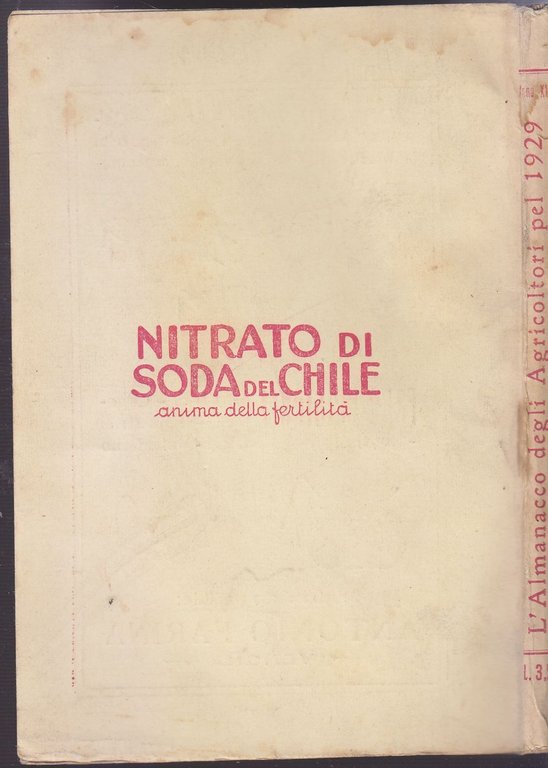 NITRATO DI
SODA DEL CHILE
anima della fertilità
L'Almanacco degli Agricoltori pel 1929